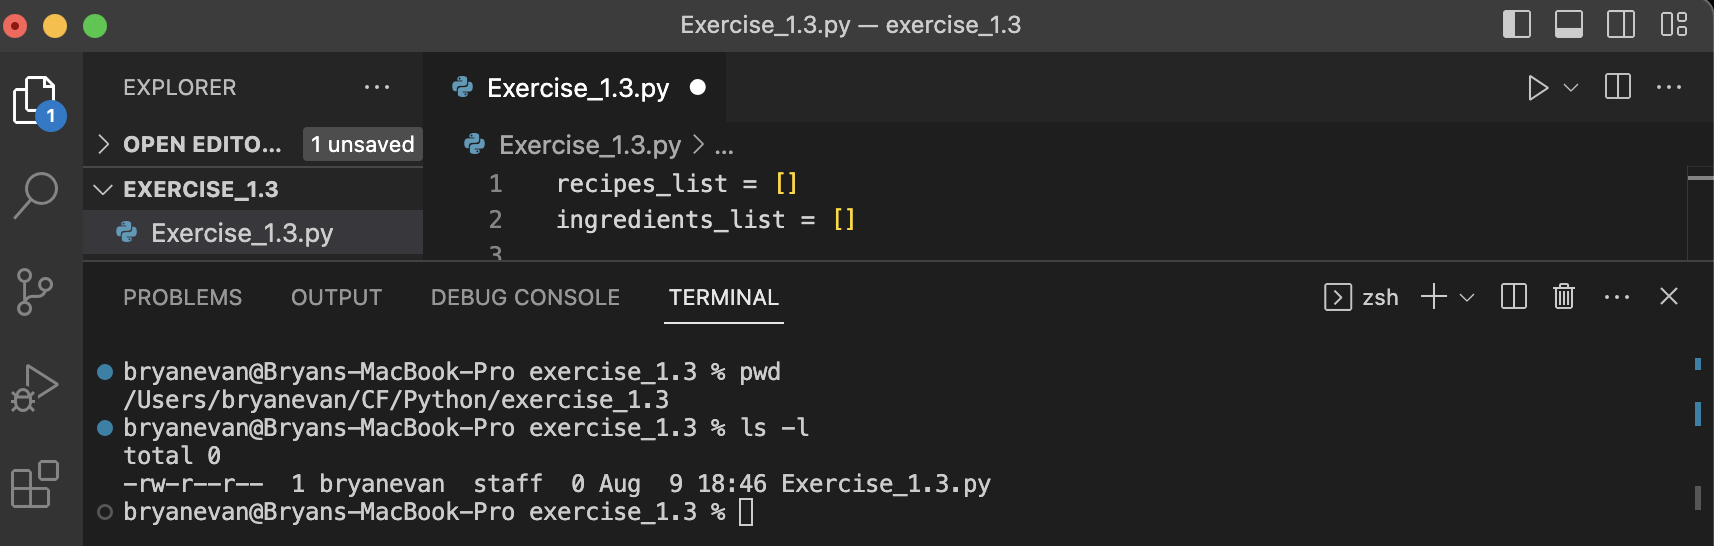 Exercise_1.3.py — exercise_1.3
EXPLORER ...
Exercise_1.3.py
1
OPEN EDITO... 1 unsaved
Exercise_1.3.py > ...
EXERCISE_1.3
Exercise_1.3.py
1 recipes_list = []
2 ingredients_list = []
3
PROBLEMS OUTPUT DEBUG CONSOLE TERMINAL zsh
bryanevan@Bryans-MacBook-Pro exercise_1.3 % pwd
/Users/bryanevan/CF/Python/exercise_1.3
bryanevan@Bryans-MacBook-Pro exercise_1.3 % ls -l
total 0
-rw-r--r--  1 bryanevan  staff  0 Aug  9 18:46 Exercise_1.3.py
bryanevan@Bryans-MacBook-Pro exercise_1.3 %